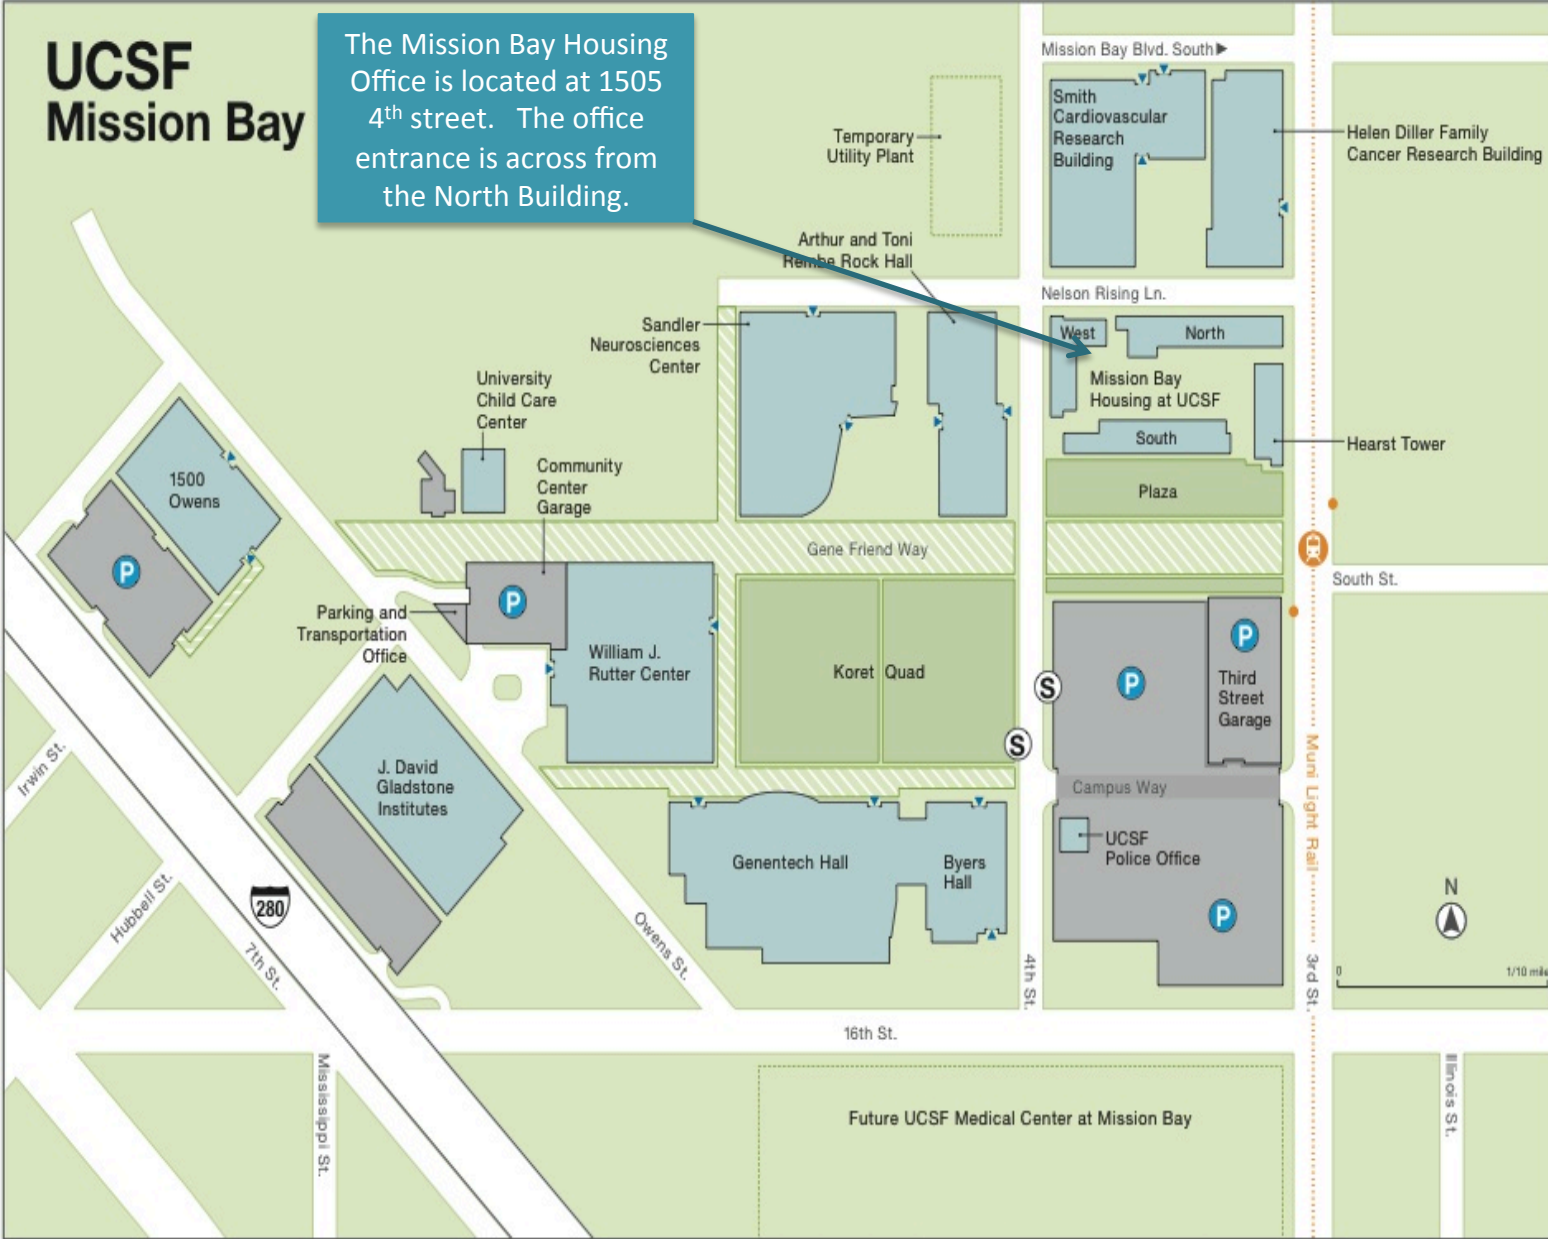 UCSF
Mission Bay
The Mission Bay Housing
Office is located at 1505
4th street.   The office
entrance is across from
the North Building.
Mission Bay Blvd. South▶
Smith
Cardiovascular
Research
Building
Helen Diller Family
Cancer Research Building
Temporary
Utility Plant
Arthur and Toni
Rembe Rock Hall
Nelson Rising Ln.
Sandler
Neurosciences
Center
West
North
Mission Bay
Housing at UCSF
South
Hearst Tower
Plaza
University
Child Care
Center
Community
Center
Garage
1500
Owens
P
P
Gene Friend Way
South St.
Parking and
Transportation
Office
William J.
Rutter Center
Koret Quad
S
S
P
P
Third
Street
Garage
Irwin St.
J. David
Gladstone
Institutes
Muni Light Rail
Campus Way
UCSF
Police Office
Genentech Hall
Byers
Hall
P
N
280
Hubbell St.
7th St.
Owens St.
4th St.
3rd St.
0
1/10 mile
16th St.
Mississippi St.
Illinois St.
Future UCSF Medical Center at Mission Bay